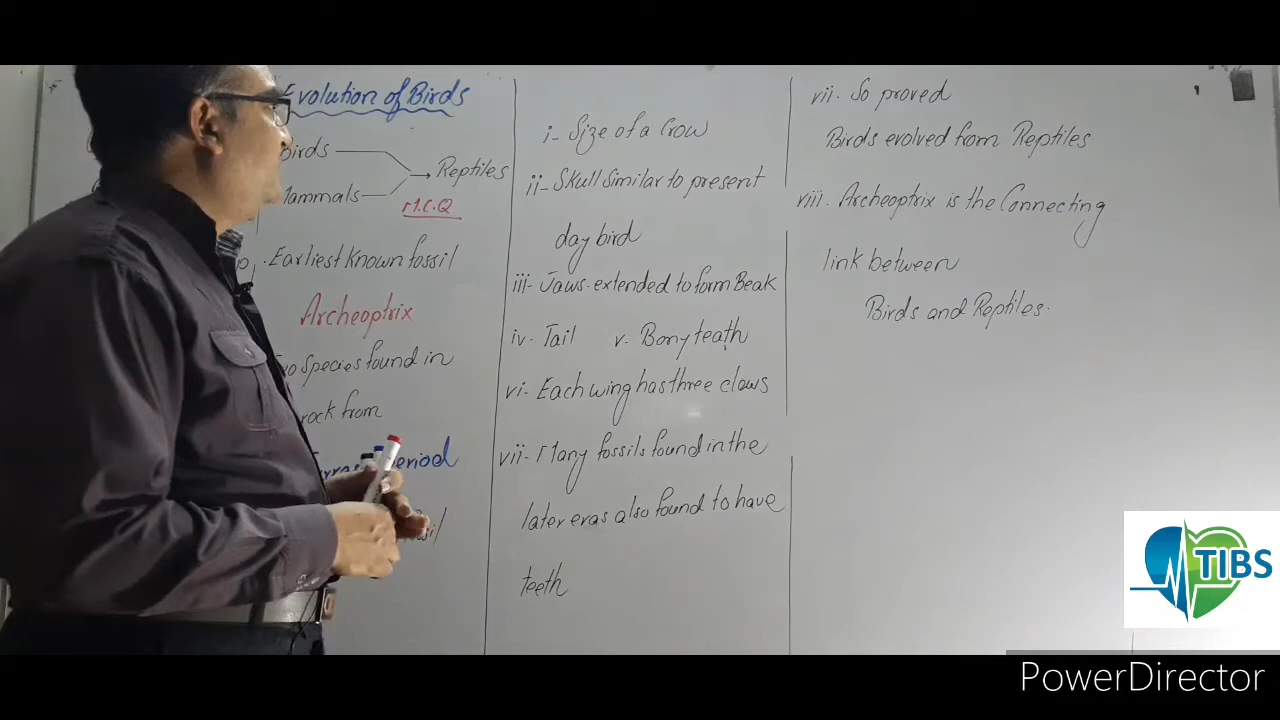 Evolution of Birds
Birds
Reptiles
Mammals
M.C.Q
Earliest Known fossil
Archeoptrix
Species found in
rock from
Period
i- Size of a Crow
ii- Skull Similar to present
day bird
iii- Jaws extended to form Beak
iv- Tail v. Bony teath
vi- Each wing has three claws
vii- Many fossils found in the
later eras also found to have
teeth
vii. So proved
Birds evolved from Reptiles
viii. Archeoptrix is the Connecting
link between
Birds and Reptiles.
TIBS
PowerDirector